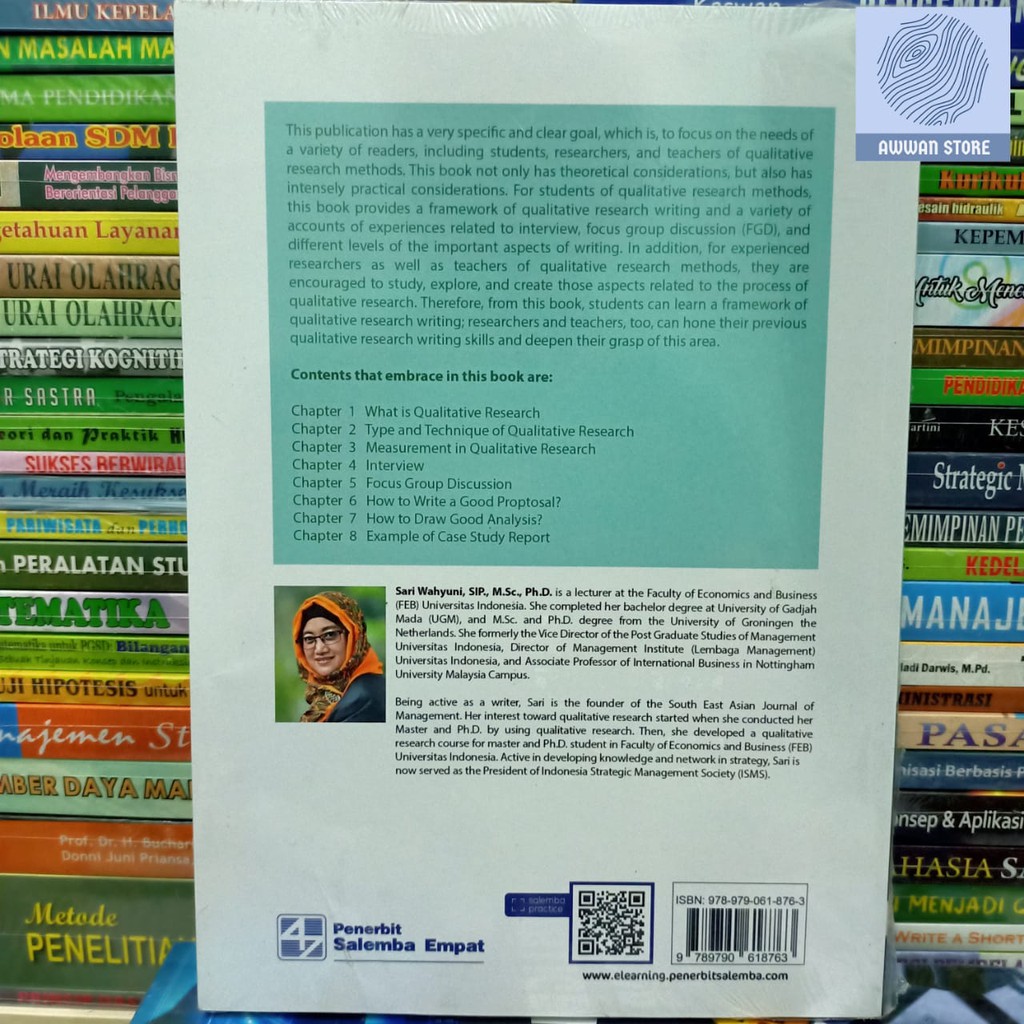 ILMU KEPELA
N MASALAH MA
MA PENDIDIKAN
olaan SDM
Mengembangkan Bisn
Berorientasi Pelangga
etahuan Layanan
URAI OLAHRAG
URAI OLAHRAGA
TRATEGI KOGNITIF
R SASTRA
eori dan Praktik
SUKSES BERWIRAU
Meraih Kesukse
PARIWISATA dan PERHO
PERALATAN STU
TEMATIKA
Bilangan
UJI HIPOTESIS untuk
najemen St
MBER DAYA MA
Prof. Dr. H. Buchar
Donni Juni Priansa
Metode
PENELITIA
AWWAN STORE
This publication has a very specific and clear goal, which is, to focus on the needs of
a variety of readers, including students, researchers, and teachers of qualitative
research methods. This book not only has theoretical considerations, but also has
intensely practical considerations. For students of qualitative research methods,
this book provides a framework of qualitative research writing and a variety of
accounts of experiences related to interview, focus group discussion (FGD), and
different levels of the important aspects of writing. In addition, for experienced
researchers as well as teachers of qualitative research methods, they are
encouraged to study, explore, and create those aspects related to the process of
qualitative research. Therefore, from this book, students can learn a framework of
qualitative research writing; researchers and teachers, too, can hone their previous
qualitative research writing skills and deepen their grasp of this area.
Contents that embrace in this book are:
Chapter 1 What is Qualitative Research
Chapter 2 Type and Technique of Qualitative Research
Chapter 3 Measurement in Qualitative Research
Chapter 4 Interview
Chapter 5 Focus Group Discussion
Chapter 6 How to Write a Good Proptosal?
Chapter 7 How to Draw Good Analysis?
Chapter 8 Example of Case Study Report
Sari Wahyuni, SIP., M.Sc., Ph.D. is a lecturer at the Faculty of Economics and Business
(FEB) Universitas Indonesia. She completed her bachelor degree at University of Gadjah
Mada (UGM), and M.Sc. and Ph.D. degree from the University of Groningen the
Netherlands. She formerly the Vice Director of the Post Graduate Studies of Management
Universitas Indonesia, Director of Management Institute (Lembaga Management)
Universitas Indonesia, and Associate Professor of International Business in Nottingham
University Malaysia Campus.
Being active as a writer, Sari is the founder of the South East Asian Journal of
Management. Her interest toward qualitative research started when she conducted her
Master and Ph.D. by using qualitative research. Then, she developed a qualitative
research course for master and Ph.D. student in Faculty of Economics and Business (FEB)
Universitas Indonesia. Active in developing knowledge and network in strategy, Sari is
now served as the President of Indonesia Strategic Management Society (ISMS).
Penerbit
Salemba Empat
salemba
practice
ISBN: 978-979-061-876-3
9 789790 618763
www.elearning.penerbitsalemba.com
Kurikul
esain hidraulik
KEPEM
Untuk Mence
MIMPINAN
PENDIDIKA
artini
KES
Strategic M
EMIMPINAN PE
KEDEL
MANAJE
adi Darwis, M.Pd.
INISTRASI
PASA
nisasi Berbasis
onsep & Aplikasi
AHASIA SA
MENJADI
WRITE A SHORT